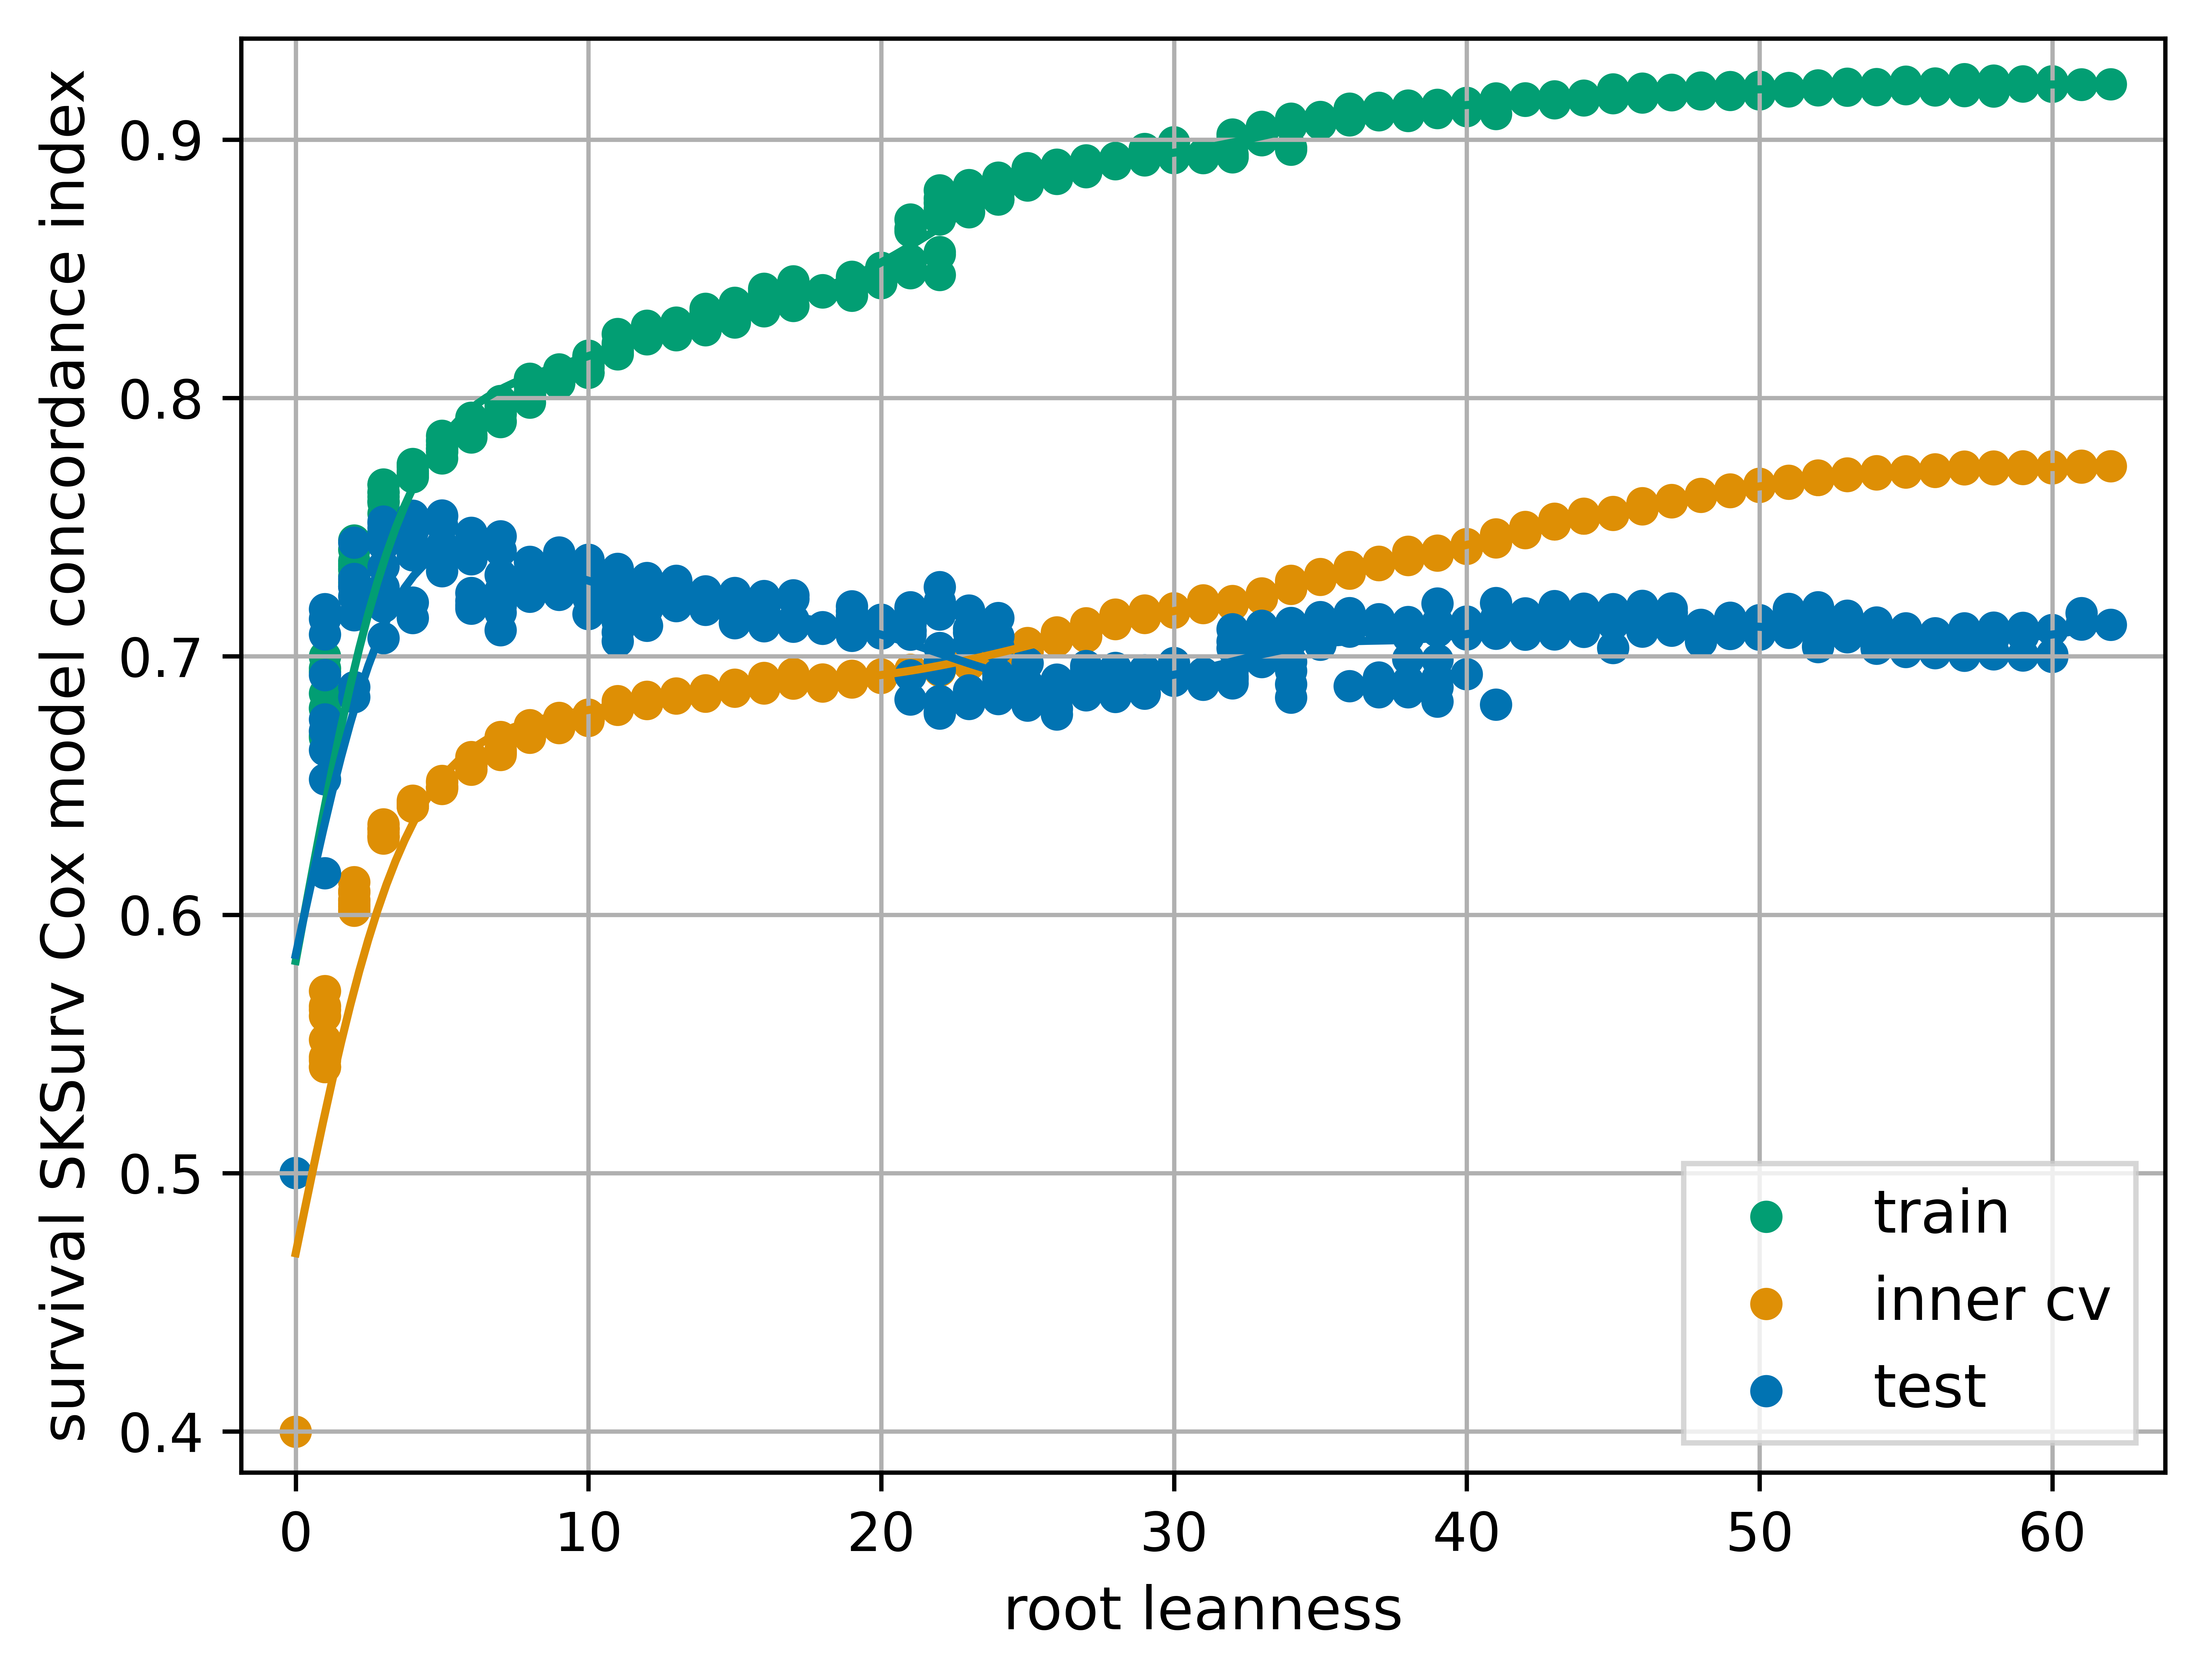 survival SKSurv Cox model concordance index
0.9
0.8
0.7
0.6
0.5
0.4
train
inner cv
test
0 10 20 30 40 50 60
root leanness